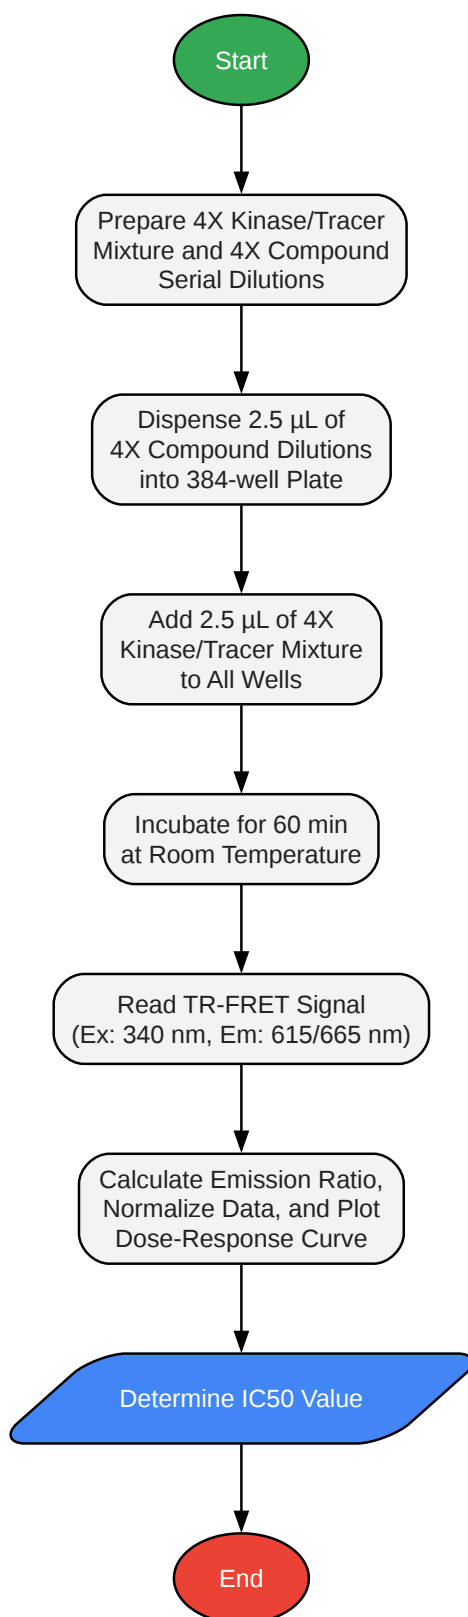 Start
Prepare 4X Kinase/Tracer
Mixture and 4X Compound
Serial Dilutions
Dispense 2.5 µL of
4X Compound Dilutions
into 384-well Plate
Add 2.5 µL of 4X
Kinase/Tracer Mixture
to All Wells
Incubate for 60 min
at Room Temperature
Read TR-FRET Signal
(Ex: 340 nm, Em: 615/665 nm)
Calculate Emission Ratio,
Normalize Data, and Plot
Dose-Response Curve
Determine IC50 Value
End